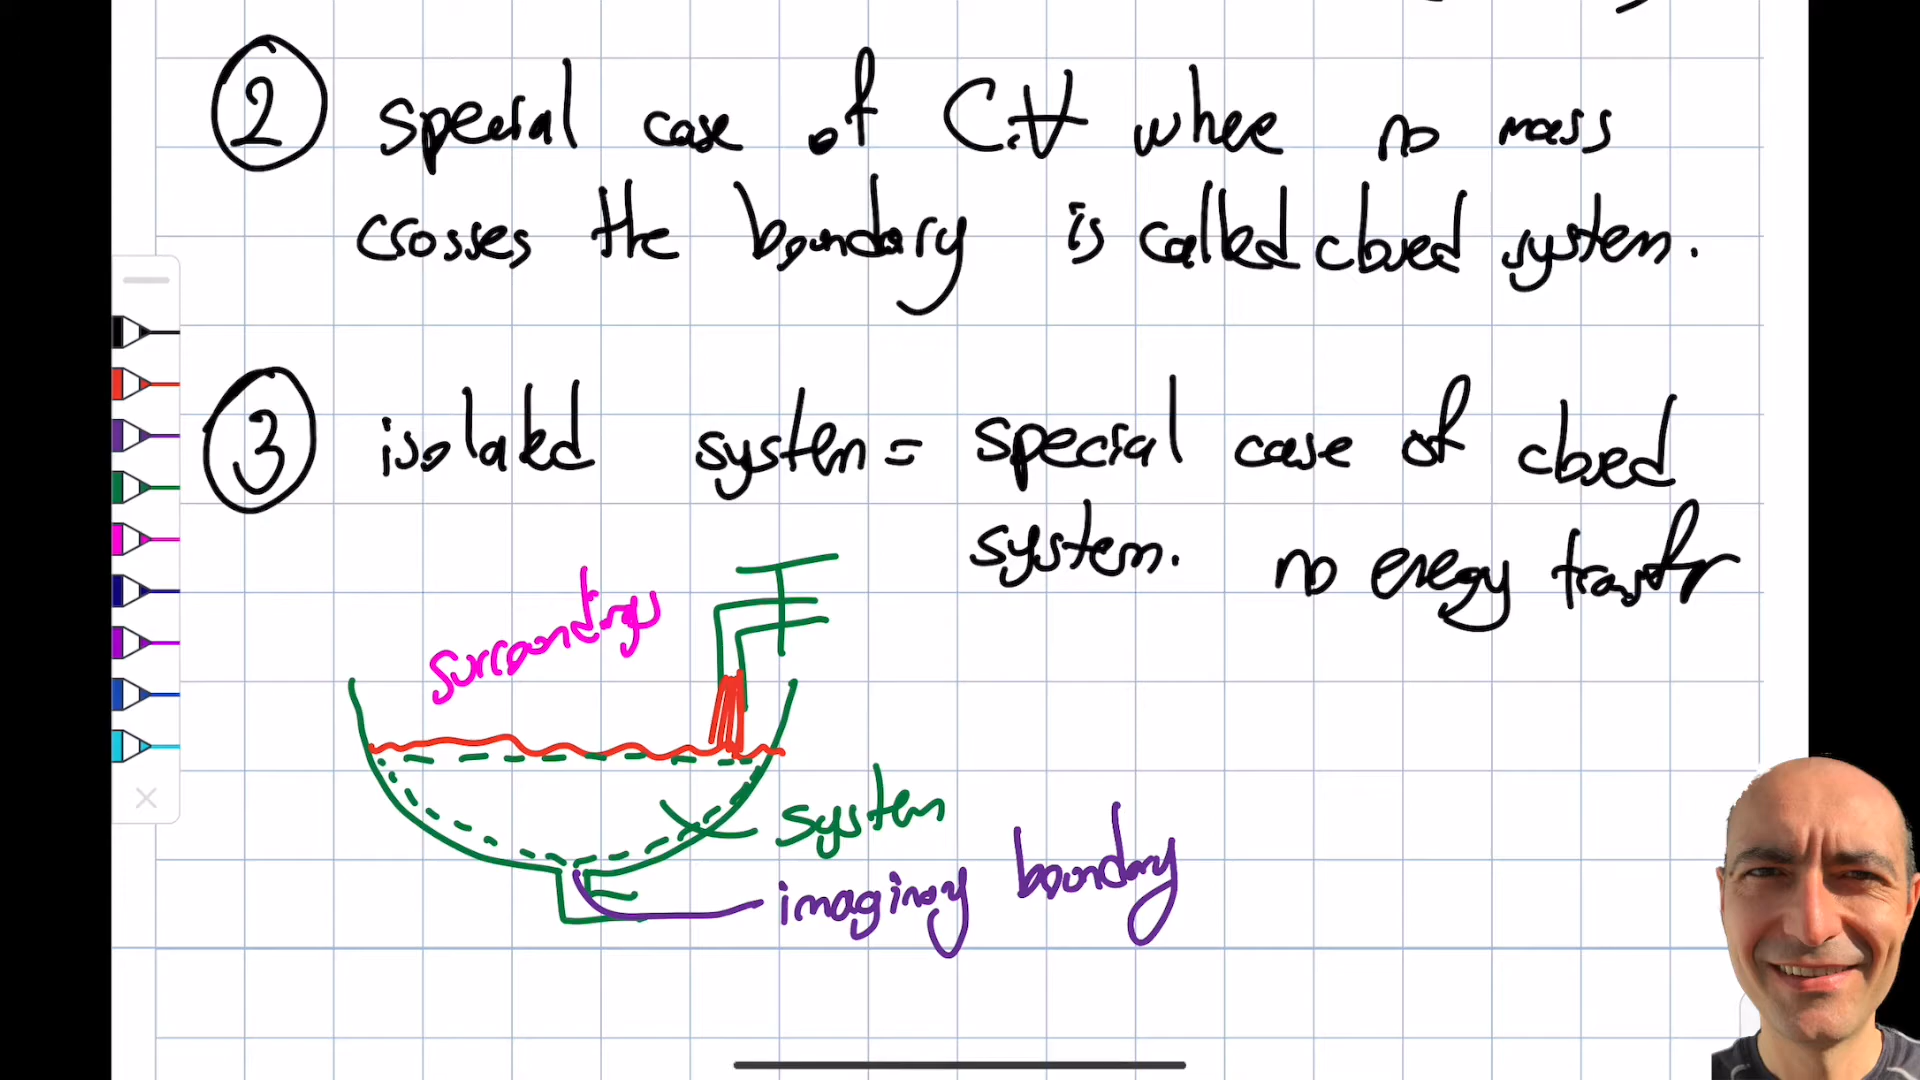 ② special case of C.V where no mass
crosses the boundary is called closed system.
③ isolated system = special case of closed
system. no energy transfer
surroundings
system
imaginary boundary